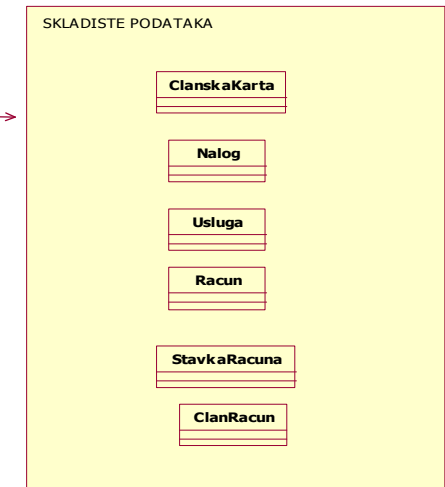 SKLADISTE PODATAKA
ClanskaKarta
Nalog
Usluga
Racun
StavkaRacuna
ClanRacun